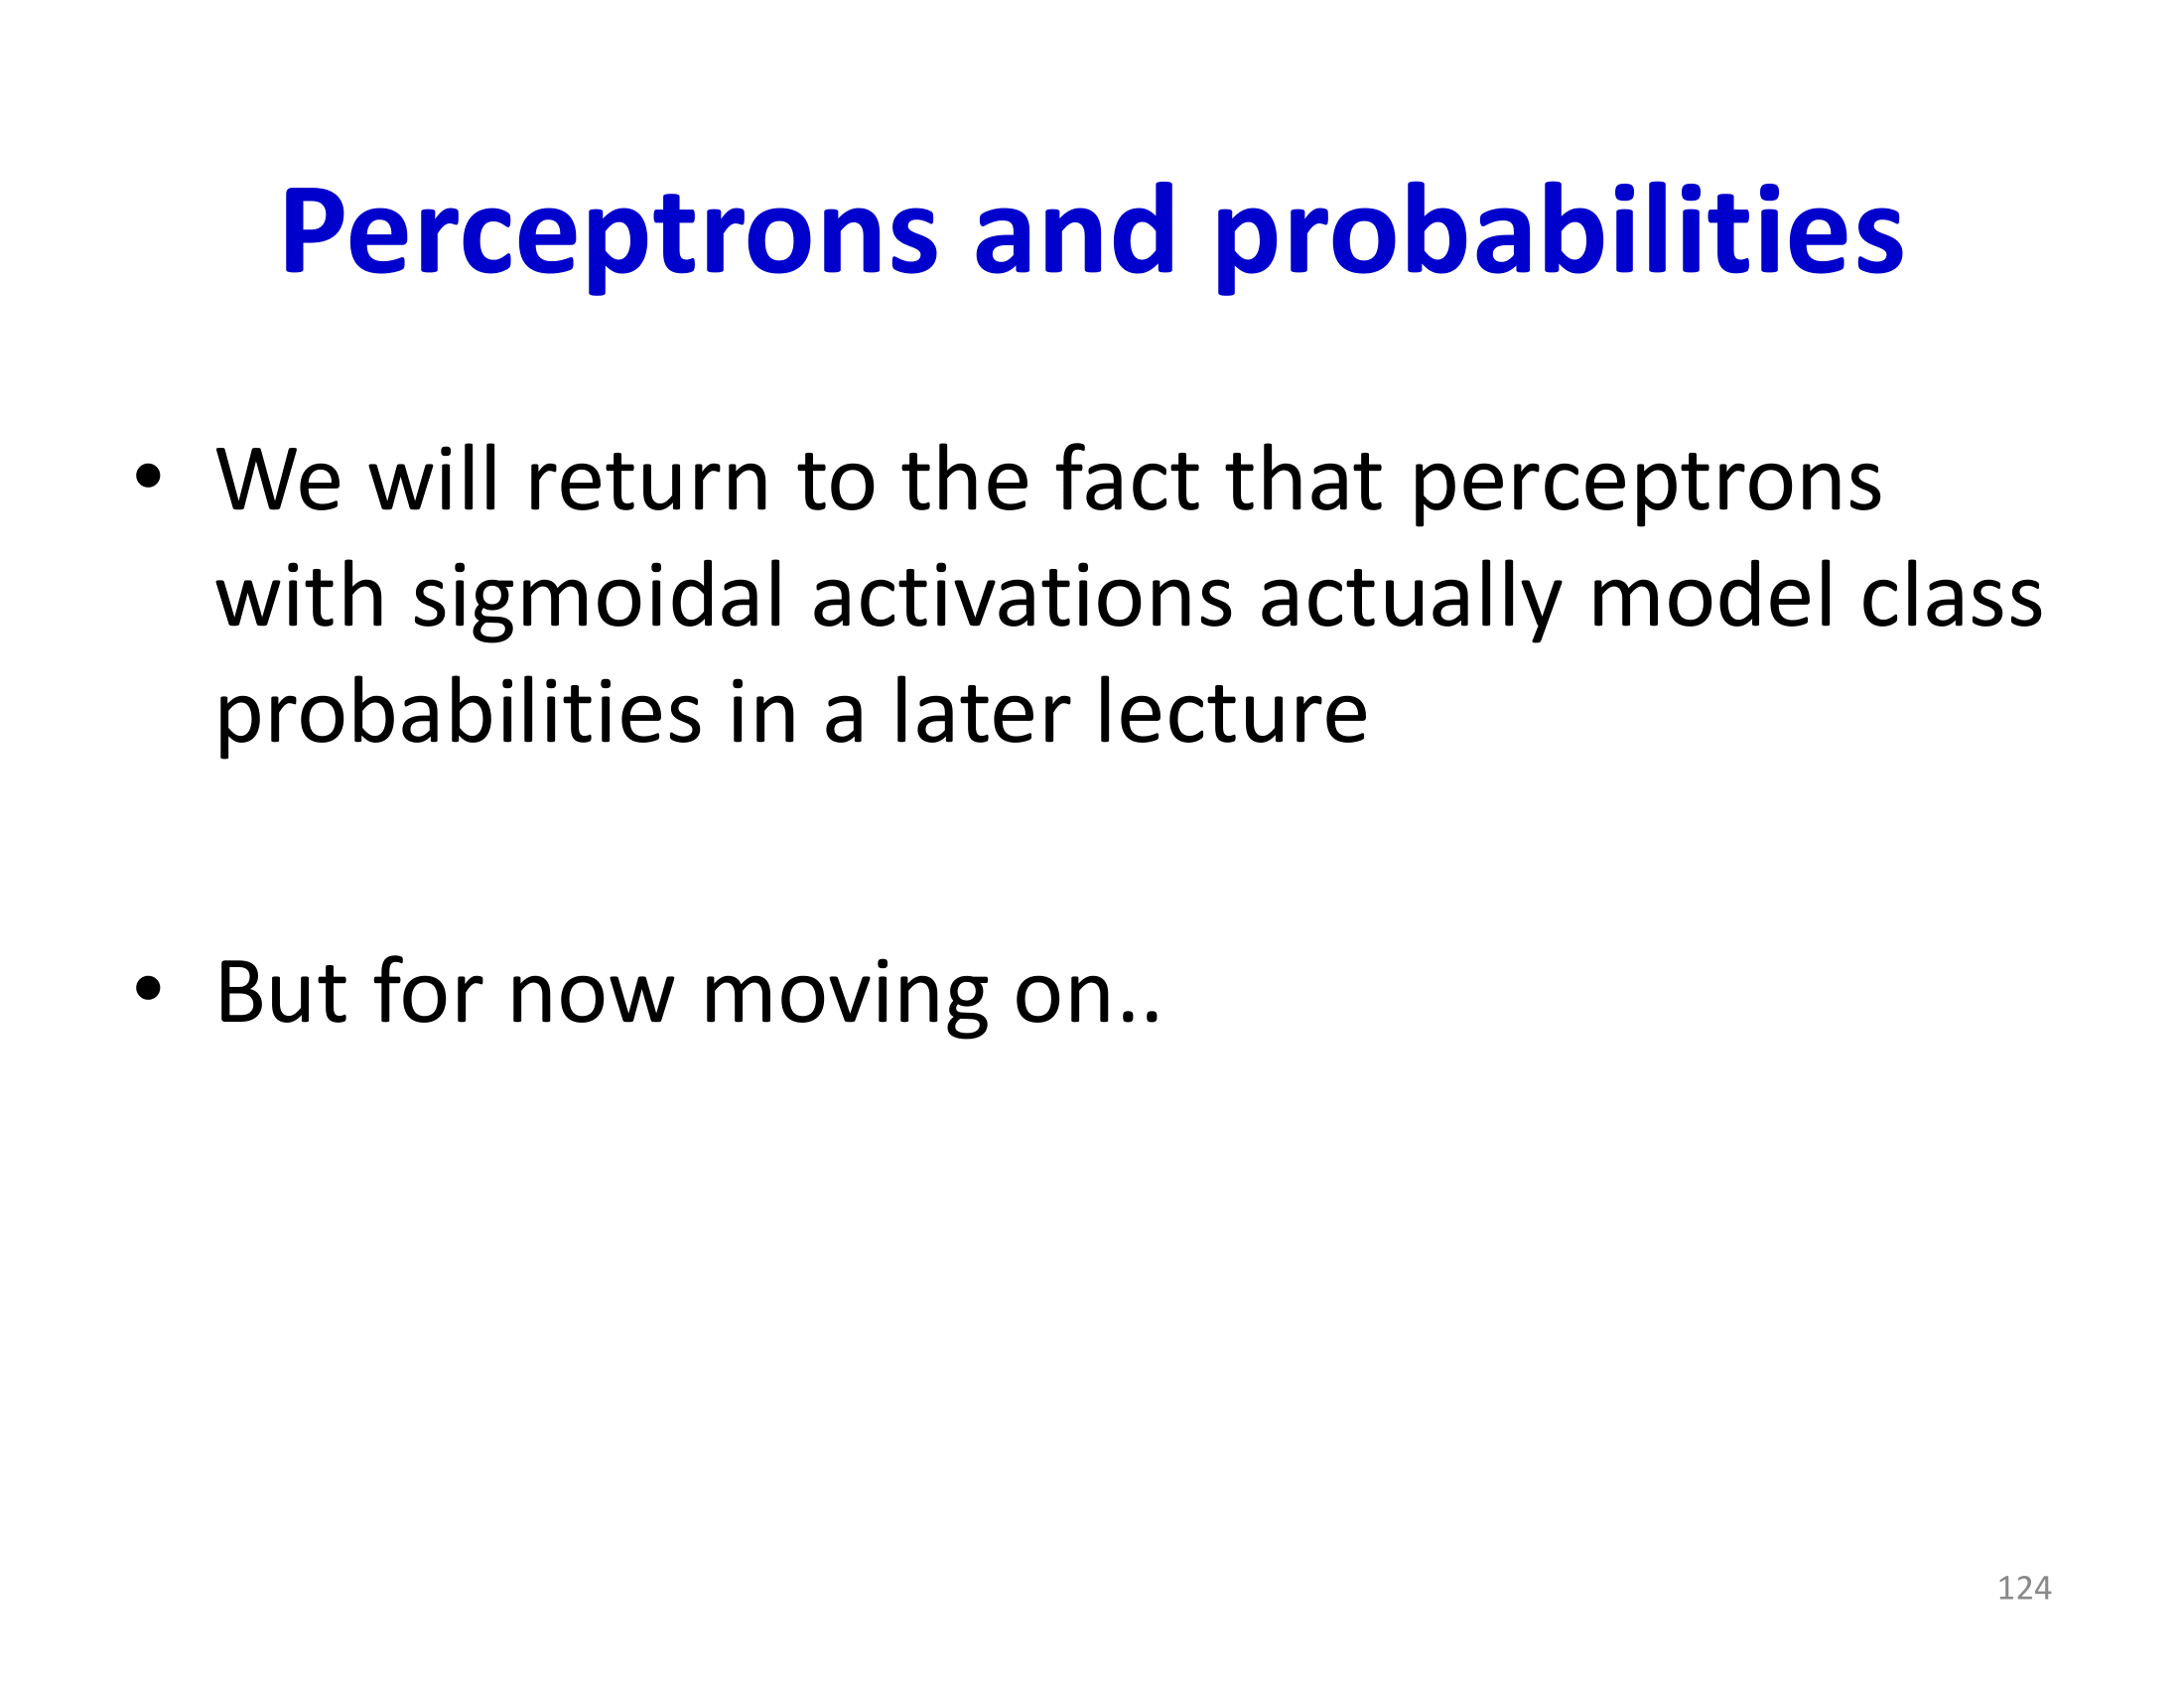 Perceptrons and probabilities
• We will return to the fact that perceptrons
with sigmoidal activations actually model class
probabilities in a later lecture
• But for now moving on..
124